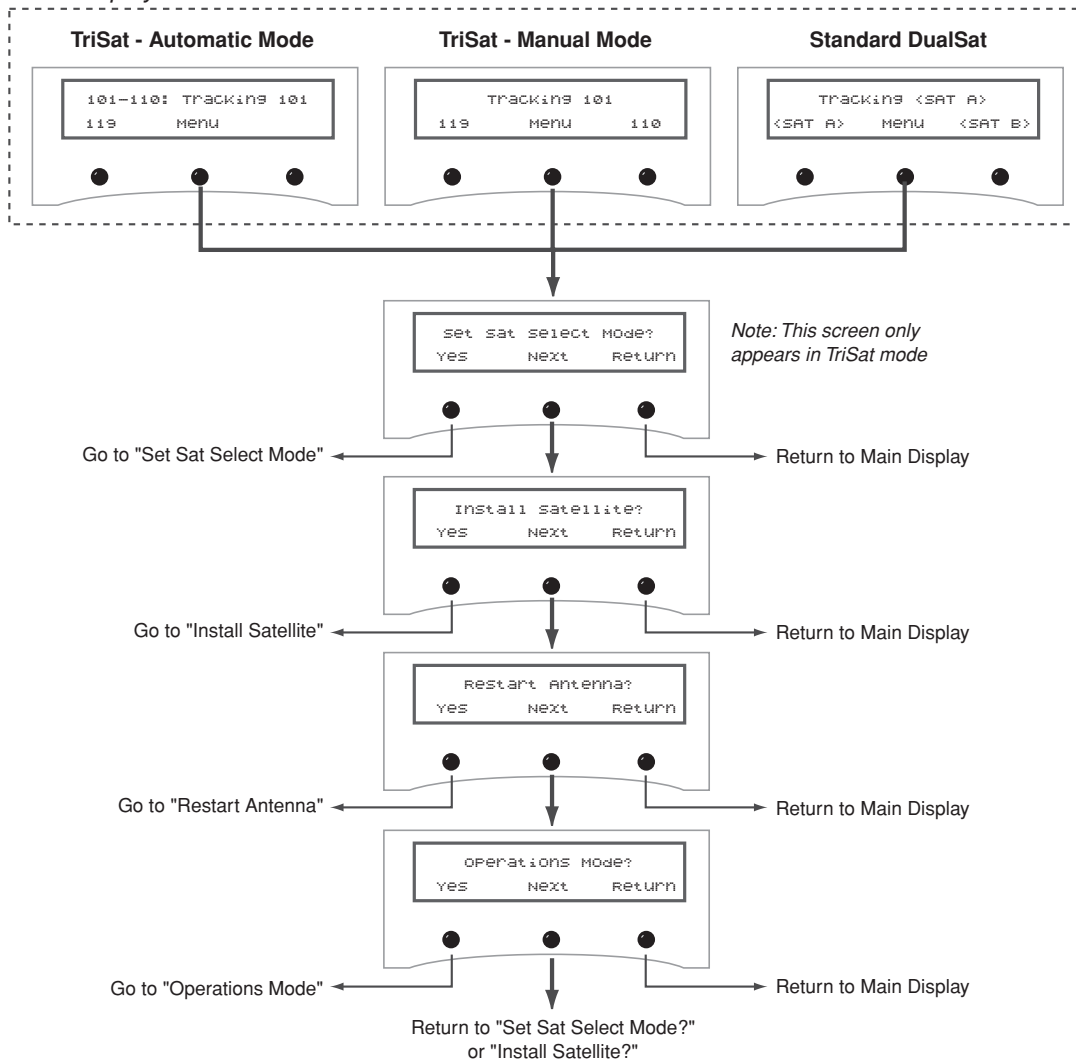 TriSat - Automatic Mode
TriSat - Manual Mode
Standard DualSat
101-110: Tracking 101
119 Menu
Tracking 101
119 Menu 110
Tracking <SAT A>
<SAT A> Menu <SAT B>
Set Sat Select Mode?
Yes Next Return
Note: This screen only
appears in TriSat mode
Go to "Set Sat Select Mode"
Return to Main Display
Install Satellite?
Yes Next Return
Go to "Install Satellite"
Return to Main Display
Restart Antenna?
Yes Next Return
Go to "Restart Antenna"
Return to Main Display
Operations Mode?
Yes Next Return
Go to "Operations Mode"
Return to Main Display
Return to "Set Sat Select Mode?"
or "Install Satellite?"